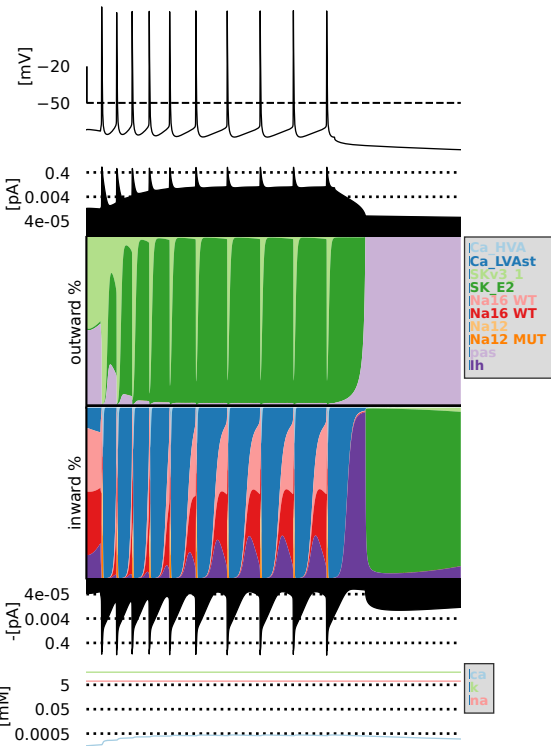 [mV]
−20
−50
[pA]
0.4
0.004
4e-05
outward %
Ca_HVA
Ca_LVAst
SKv3_1
SK_E2
Na16 WT
Na16 WT
Na12
Na12 MUT
pas
Ih
inward %
-[pA]
4e-05
0.004
0.4
[mM]
5
0.05
0.0005
ca
k
na